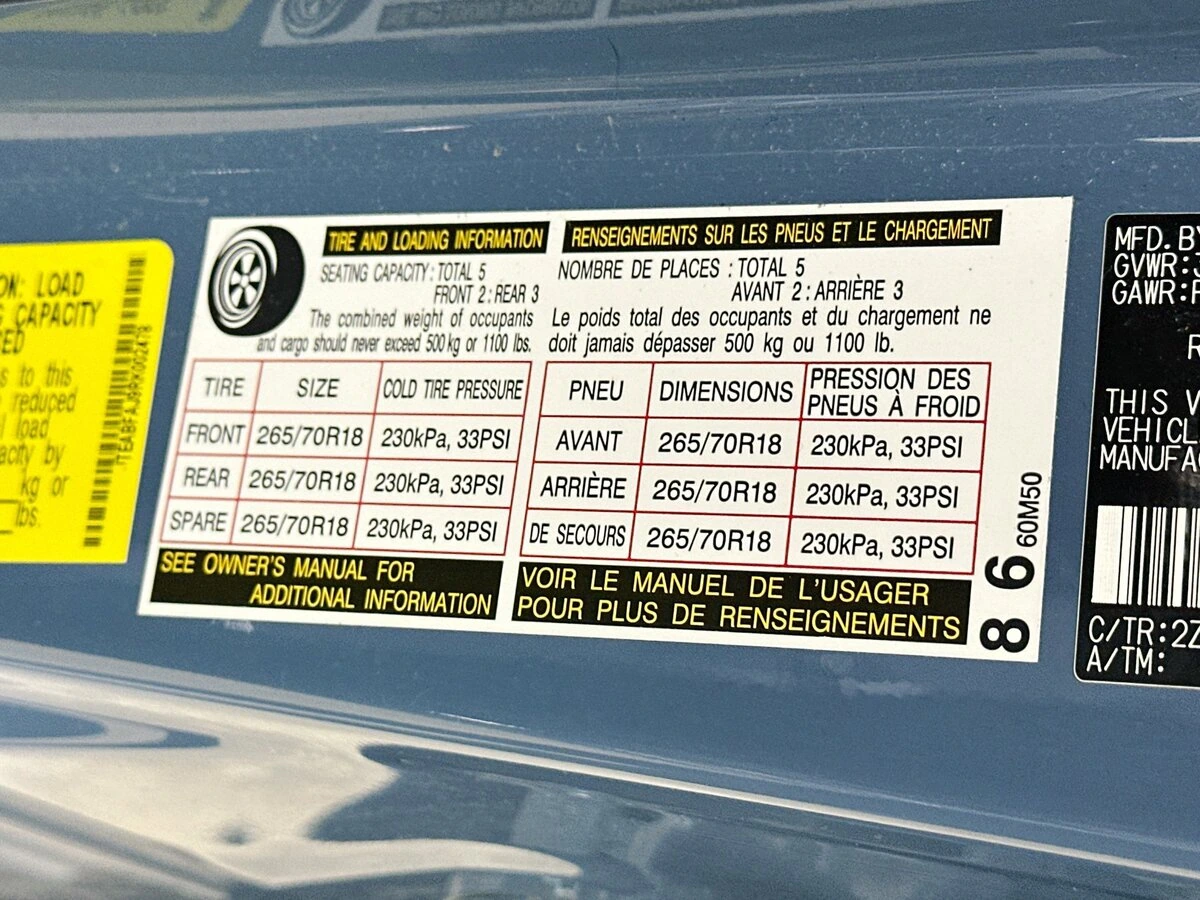 LOAD
CAPACITY
to this
reduced
load
by
kg or
lbs.
TIRE AND LOADING INFORMATION
SEATING CAPACITY : TOTAL 5
FRONT 2 : REAR 3
The combined weight of occupants
and cargo should never exceed 500 kg or 1100 lbs.
TIRE SIZE COLD TIRE PRESSURE
FRONT 265/70R18 230kPa, 33PSI
REAR 265/70R18 230kPa, 33PSI
SPARE 265/70R18 230kPa, 33PSI
SEE OWNER'S MANUAL FOR
ADDITIONAL INFORMATION
RENSEIGNEMENTS SUR LES PNEUS ET LE CHARGEMENT
NOMBRE DE PLACES : TOTAL 5
AVANT 2 : ARRIÈRE 3
Le poids total des occupants et du chargement ne
doit jamais dépasser 500 kg ou 1100 lb.
PNEU DIMENSIONS PRESSION DES
PNEUS À FROID
AVANT 265/70R18 230kPa, 33PSI
ARRIÈRE 265/70R18 230kPa, 33PSI
DE SECOURS 265/70R18 230kPa, 33PSI
VOIR LE MANUEL DE L'USAGER
POUR PLUS DE RENSEIGNEMENTS
86 60M50
MFD. BY
GVWR:
GAWR:
THIS
MANUFA
C/TR:2Z
A/TM: